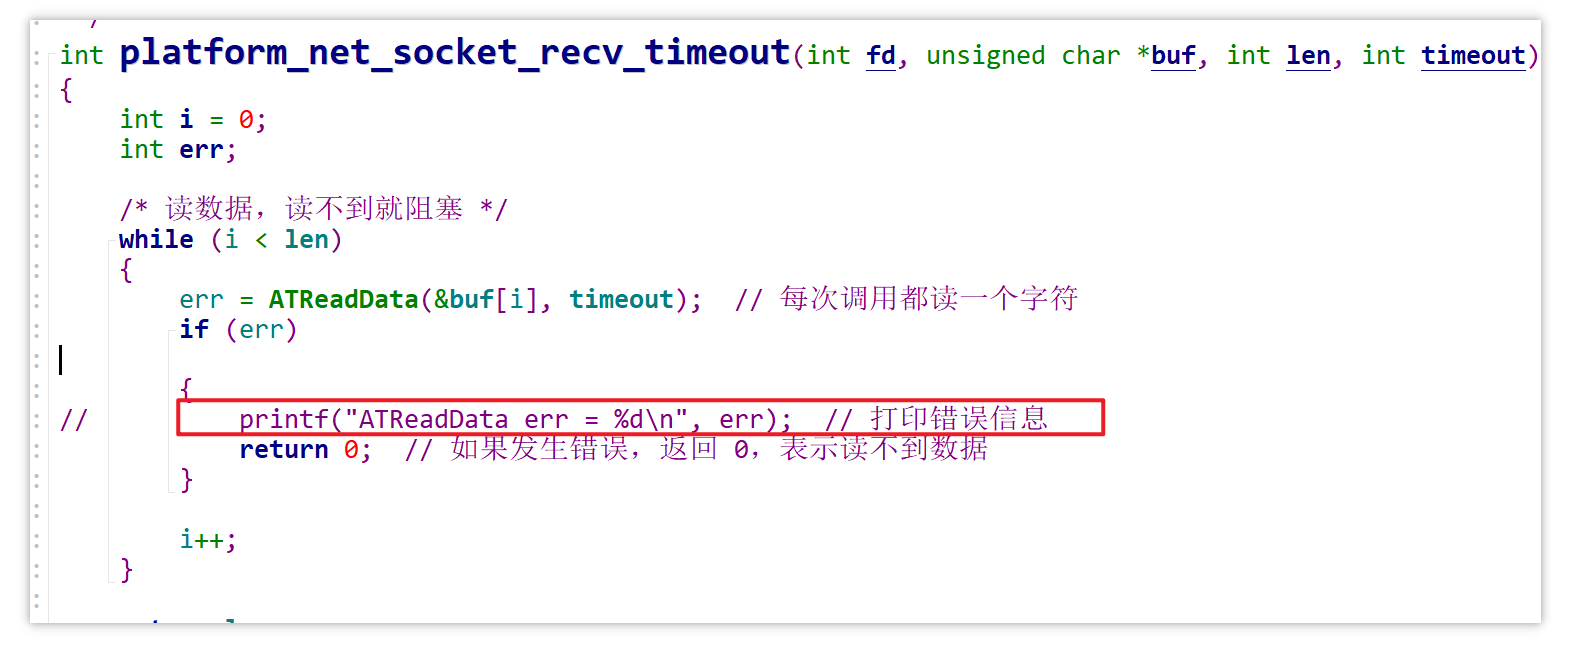 int platform_net_socket_recv_timeout(int fd, unsigned char *buf, int len, int timeout)
{
int i = 0;
int err;
/* 读数据，读不到就阻塞 */
while (i < len)
{
err = ATReadData(&buf[i], timeout);  // 每次调用都读一个字符
if (err)
{
//          printf("ATReadData err = %d\n", err);  // 打印错误信息
return 0;  // 如果发生错误，返回 0，表示读不到数据
}
i++;
}